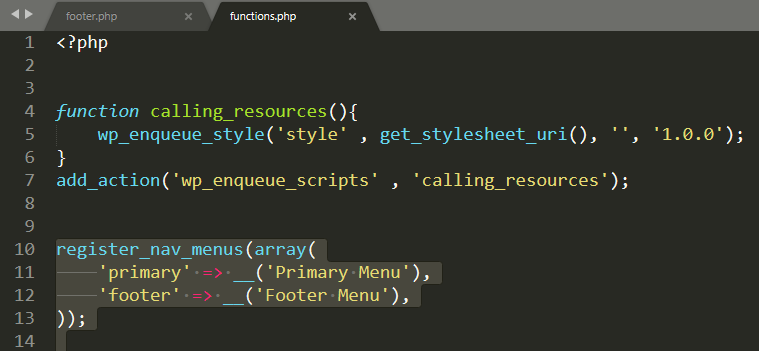 footer.php × functions.php ×
1 <?php
2
3
4 function calling_resources(){
5 wp_enqueue_style('style' , get_stylesheet_uri(), '', '1.0.0');
6 }
7 add_action('wp_enqueue_scripts' , 'calling_resources');
8
9
10 register_nav_menus(array(
11 'primary' => __('Primary Menu'),
12 'footer' => __('Footer Menu'),
13 ));
14